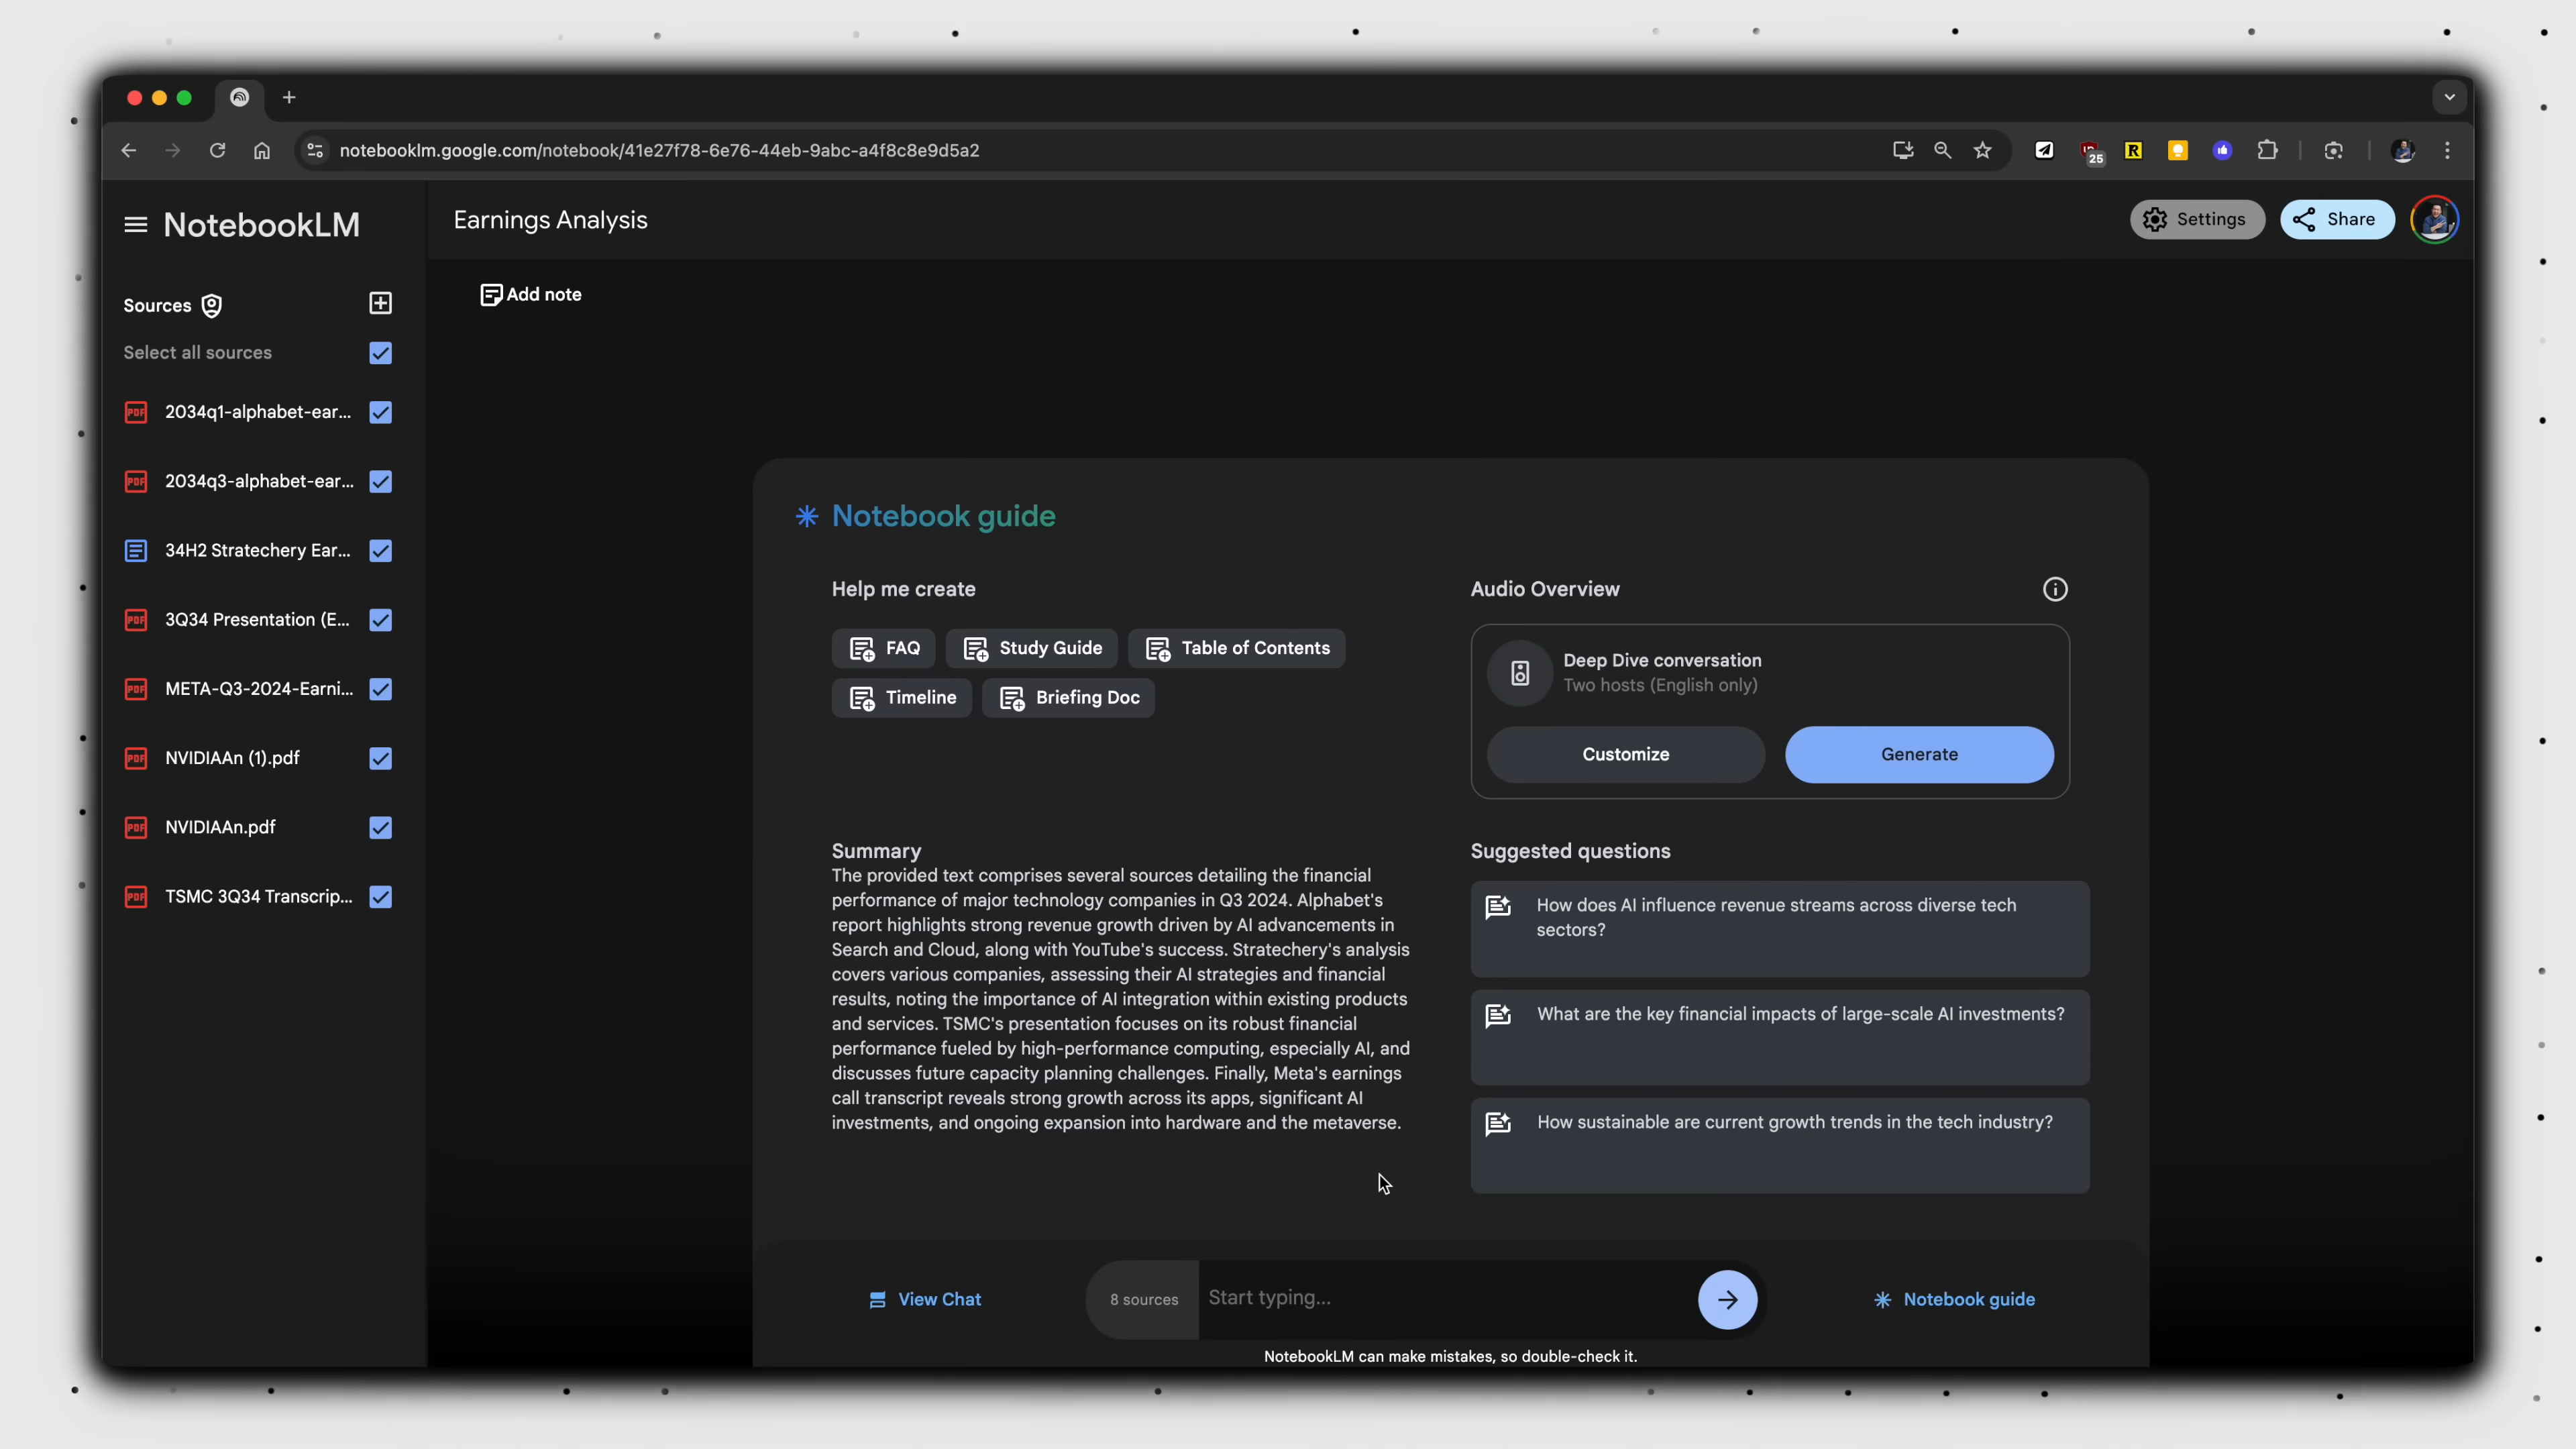 notebooklm.google.com/notebook/41e27f78-6e76-44eb-9abc-a4f8c8e9d5a2
25
R
NotebookLM
Earnings Analysis
Settings
Share
Sources
Add note
Select all sources
PDF 2034q1-alphabet-ear...
PDF 2034q3-alphabet-ear...
34H2 Stratechery Ear...
PDF 3Q34 Presentation (E...
PDF META-Q3-2024-Earni...
PDF NVIDIAAn (1).pdf
PDF NVIDIAAn.pdf
PDF TSMC 3Q34 Transcrip...
Notebook guide
Help me create
FAQ
Study Guide
Table of Contents
Timeline
Briefing Doc
Audio Overview
Deep Dive conversation
Two hosts (English only)
Customize
Generate
Summary
The provided text comprises several sources detailing the financial
performance of major technology companies in Q3 2024. Alphabet's
report highlights strong revenue growth driven by AI advancements in
Search and Cloud, along with YouTube's success. Stratechery's analysis
covers various companies, assessing their AI strategies and financial
results, noting the importance of AI integration within existing products
and services. TSMC's presentation focuses on its robust financial
performance fueled by high-performance computing, especially AI, and
discusses future capacity planning challenges. Finally, Meta's earnings
call transcript reveals strong growth across its apps, significant AI
investments, and ongoing expansion into hardware and the metaverse.
Suggested questions
How does AI influence revenue streams across diverse tech
sectors?
What are the key financial impacts of large-scale AI investments?
How sustainable are current growth trends in the tech industry?
View Chat
8 sources
Start typing...
Notebook guide
NotebookLM can make mistakes, so double-check it.